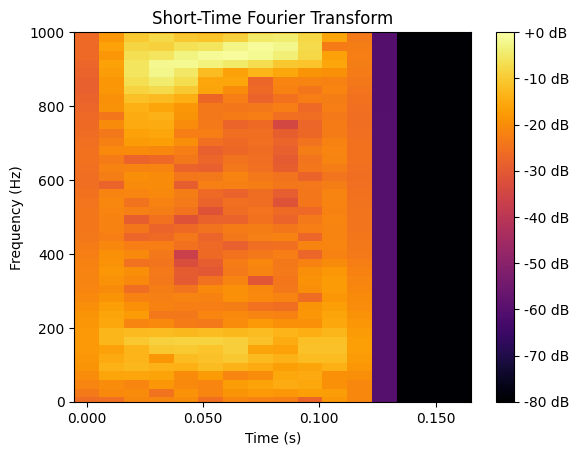 Short-Time Fourier Transform
Frequency (Hz)
1000
800
600
400
200
0
0.000
0.050
0.100
0.150
Time (s)
+0 dB
-10 dB
-20 dB
-30 dB
-40 dB
-50 dB
-60 dB
-70 dB
-80 dB